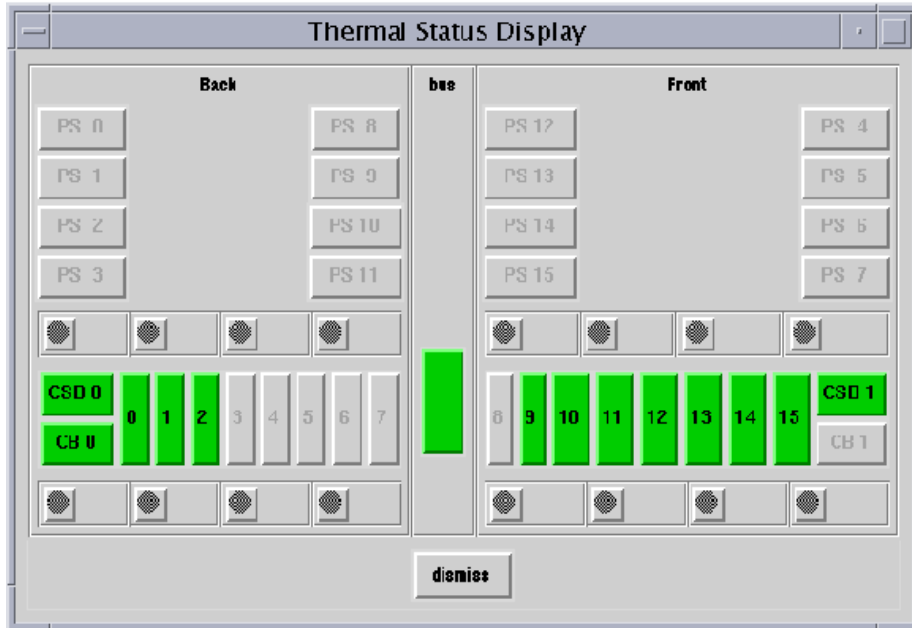 Thermal Status Display
Back bus Front
PS 0 PS 8 PS 12 PS 4
PS 1 PS 9 PS 13 PS 5
PS 2 PS 10 PS 14 PS 6
PS 3 PS 11 PS 15 PS 7
CSD 0 CSD 1
0 1 2 3 4 5 6 7 8 9 10 11 12 13 14 15
CB 0 CB 1
dismiss